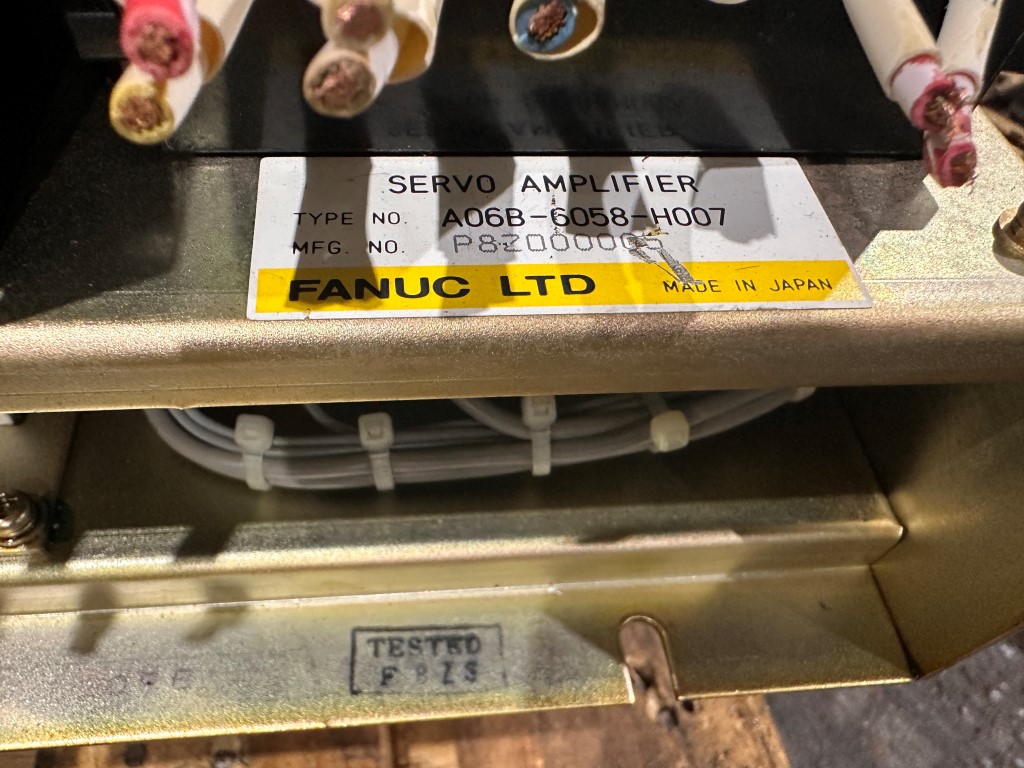 SERVO AMPLIFIER
TYPE NO. A06B-6058-H007
MFG. NO.
FANUC LTD MADE IN JAPAN
TESTED